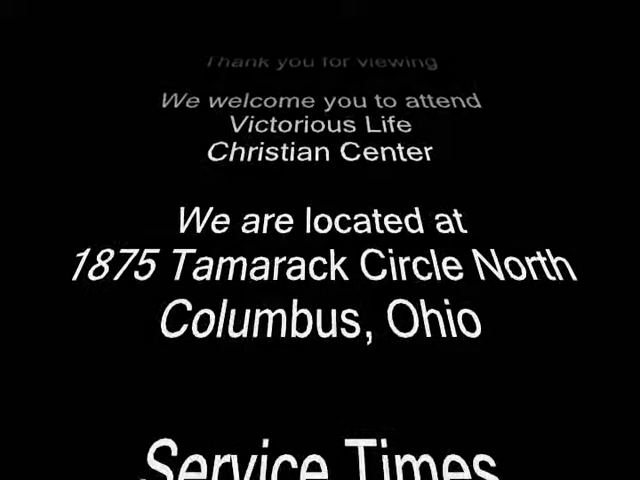 Thank you for viewing
We welcome you to attend
Victorious Life
Christian Center
We are located at
1875 Tamarack Circle North
Columbus, Ohio
Service Times